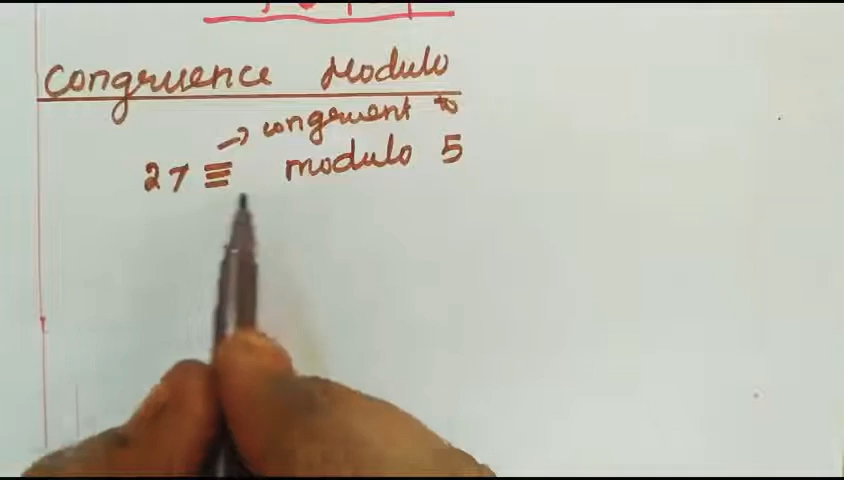 Congruence Modulo
→ congruent to
27 ≡ modulo 5